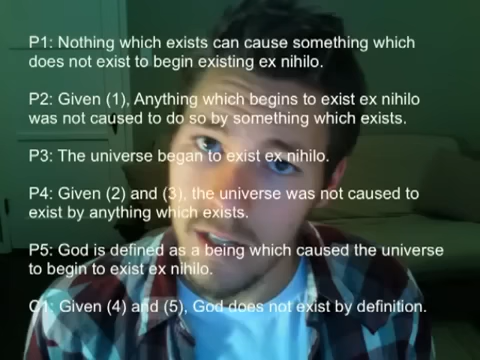 P1: Nothing which exists can cause something which
does not exist to begin existing ex nihilo.
P2: Given (1), Anything which begins to exist ex nihilo
was not caused to do so by something which exists.
P3: The universe began to exist ex nihilo.
P4: Given (2) and (3), the universe was not caused to
exist by anything which exists.
P5: God is defined as a being which caused the universe
to begin to exist ex nihilo.
C1: Given (4) and (5), God does not exist by definition.